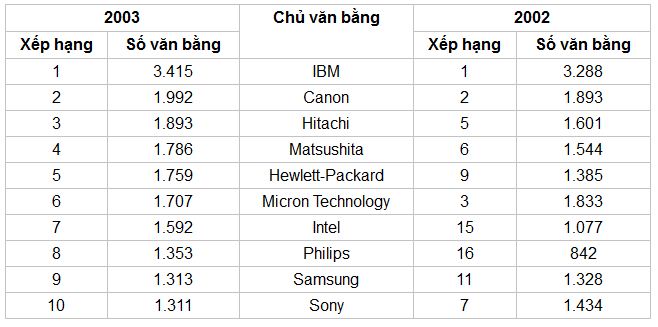 2003 Chủ văn bằng 2002
Xếp hạng Số văn bằng Xếp hạng Số văn bằng
1 3.415 IBM 1 3.288
2 1.992 Canon 2 1.893
3 1.893 Hitachi 5 1.601
4 1.786 Matsushita 6 1.544
5 1.759 Hewlett-Packard 9 1.385
6 1.707 Micron Technology 3 1.833
7 1.592 Intel 15 1.077
8 1.353 Philips 16 842
9 1.313 Samsung 11 1.328
10 1.311 Sony 7 1.434